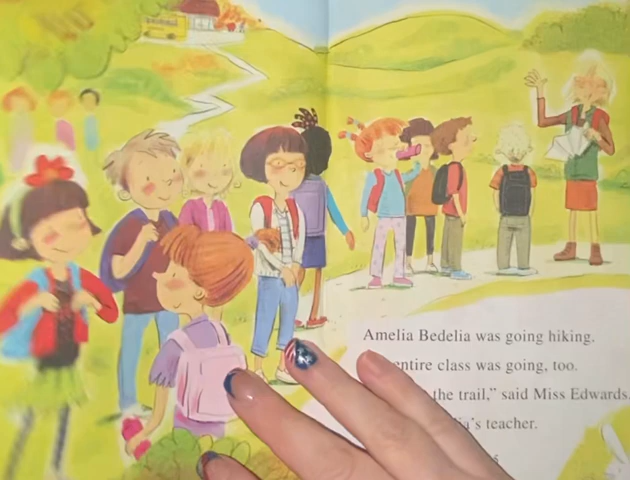 Amelia Bedelia was going hiking.
entire class was going, too.
the trail,” said Miss Edwards,
’s teacher.